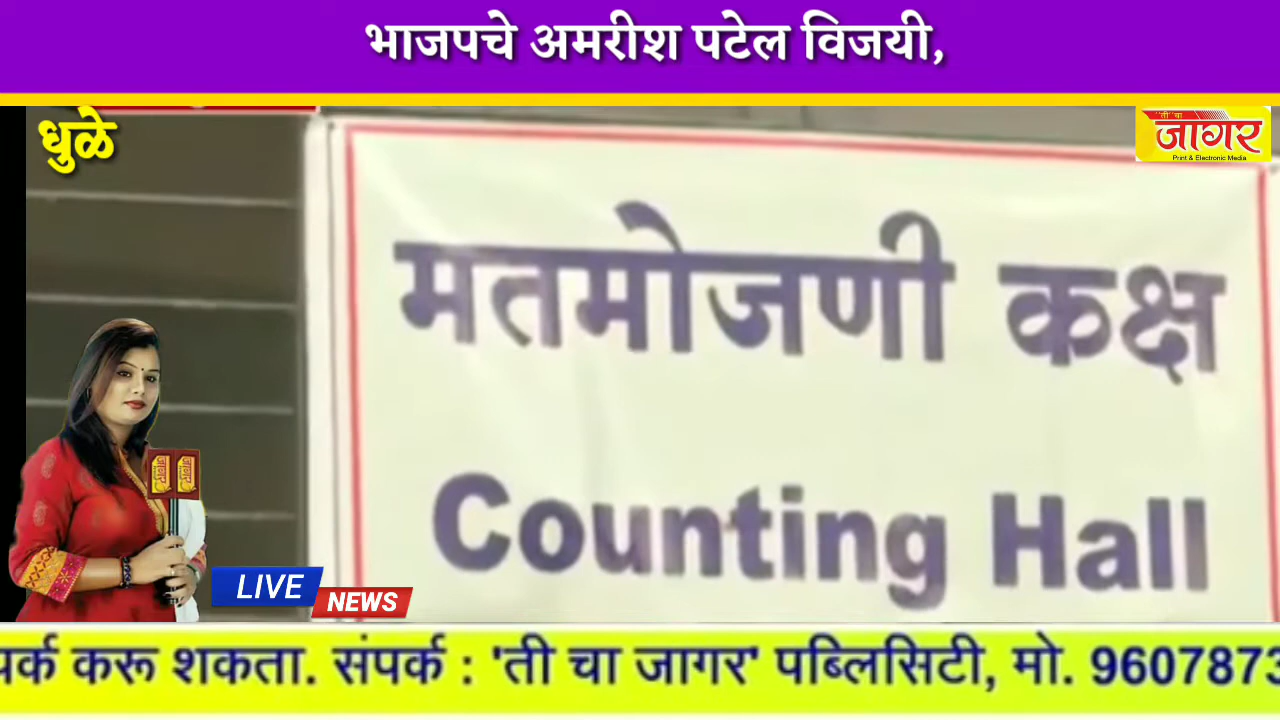 भाजपचे अमरीश पटेल विजयी,
धुळे
"ती" चा
जागर
Print & Electronic Media
मतमोजणी कक्ष
Counting Hall
LIVE
NEWS
करू शकता. संपर्क : 'ती चा जागर' पब्लिसिटी, मो. 9607873